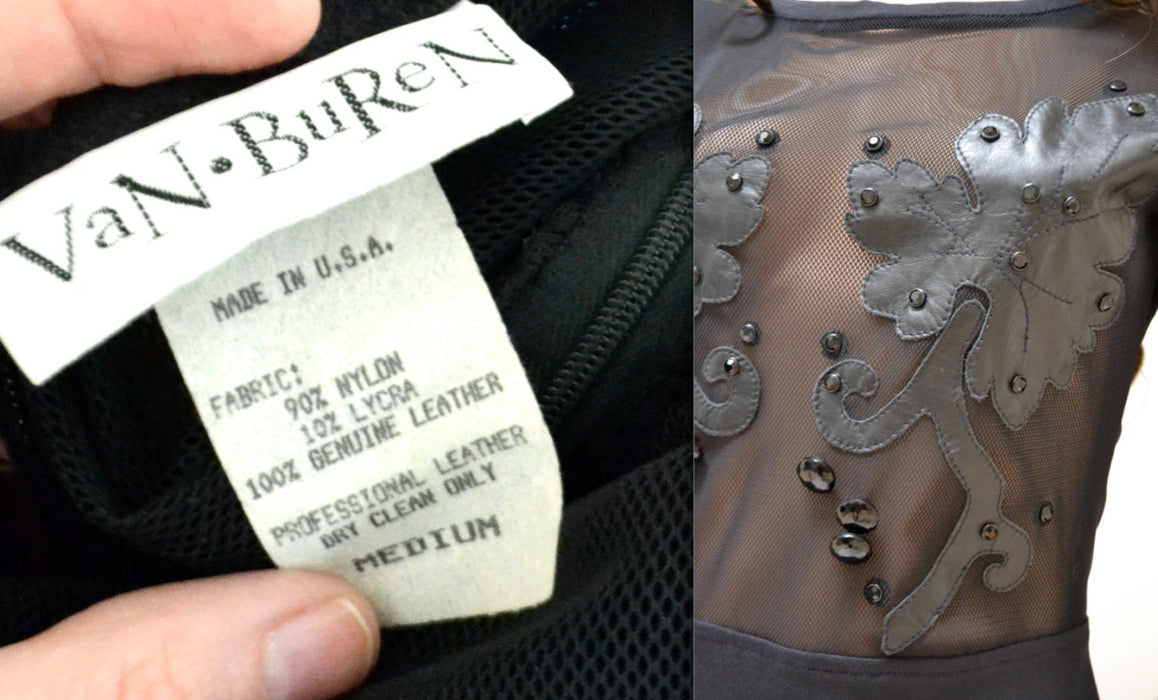 VaN•BuReN
MADE IN U.S.A.
FABRIC:
90% NYLON
10% LYCRA
100% GENUINE LEATHER
PROFESSIONAL LEATHER
DRY CLEAN ONLY
MEDIUM